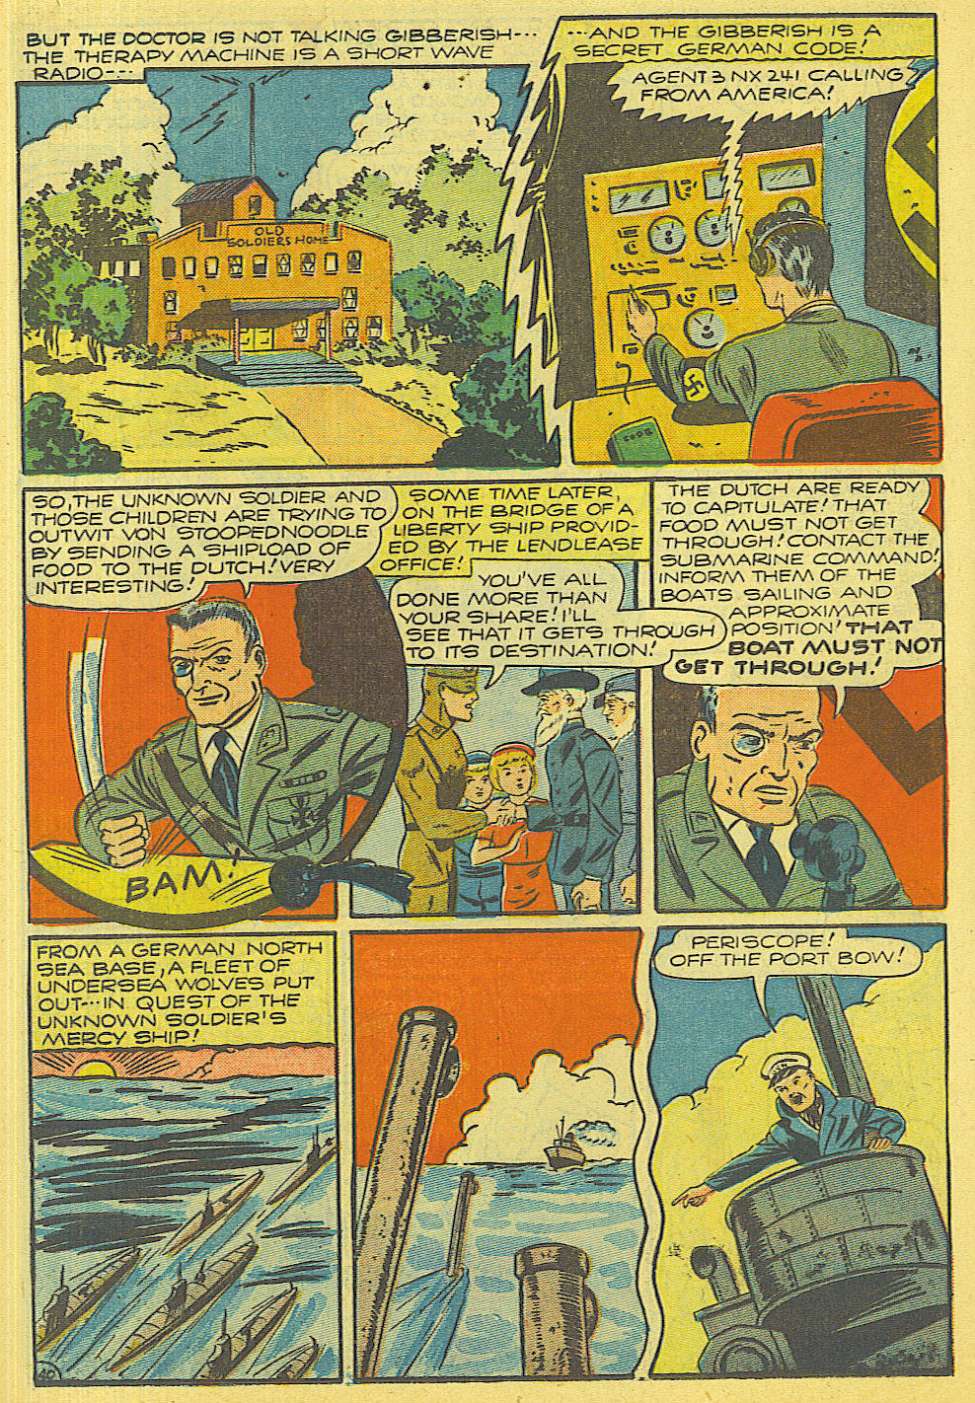 BUT THE DOCTOR IS NOT TALKING GIBBERISH---
THE THERAPY MACHINE IS A SHORT WAVE
RADIO---
OLD
SOLDIERS HOME
---AND THE GIBBERISH IS A
SECRET GERMAN CODE!
AGENT 3 NX 241 CALLING
FROM AMERICA!
SO, THE UNKNOWN SOLDIER AND
THOSE CHILDREN ARE TRYING TO
OUTWIT VON STOOPEDNOODLE
BY SENDING A SHIPLOAD OF
FOOD TO THE DUTCH! VERY
INTERESTING!
BAM!
SOME TIME LATER,
ON THE BRIDGE OF A
LIBERTY SHIP PROVID-
ED BY THE LENDLEASE
OFFICE!
YOU'VE ALL
DONE MORE THAN
YOUR SHARE! I'LL
SEE THAT IT GETS THROUGH
TO ITS DESTINATION!
THE DUTCH ARE READY
TO CAPITULATE! THAT
FOOD MUST NOT GET
THROUGH! CONTACT THE
SUBMARINE COMMAND!
INFORM THEM OF THE
BOATS SAILING AND
APPROXIMATE
POSITION! THAT
BOAT MUST NOT
GET THROUGH!
FROM A GERMAN NORTH
SEA BASE, A FLEET OF
UNDERSEA WOLVES PUT
OUT---IN QUEST OF THE
UNKNOWN SOLDIER'S
MERCY SHIP!
40
PERISCOPE!
OFF THE PORT BOW!